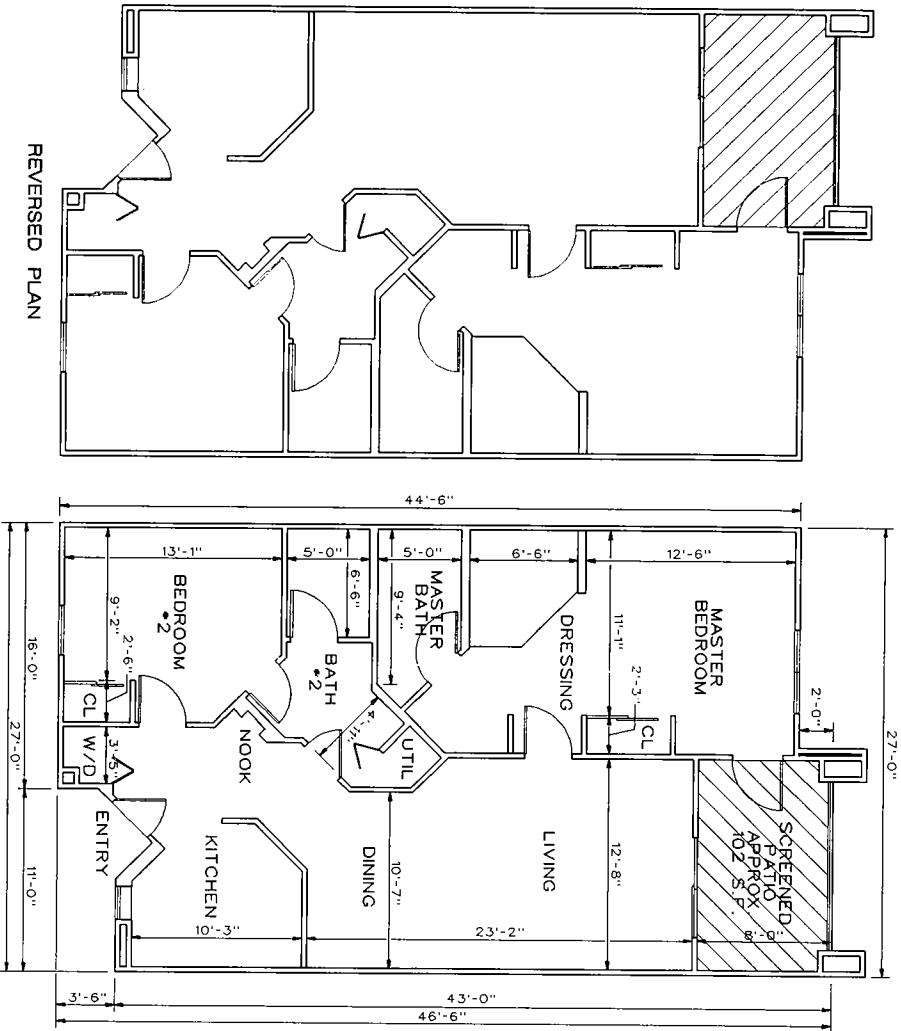 REVERSED PLAN
44'-6"
13'-1"
5'-0"
5'-0"
6'-6"
12'-6"
6'-6"
9'-2"
9'-4"
11'-1"
MASTER
BATH
MASTER
BEDROOM
DRESSING
BEDROOM
#2
BATH
#2
2'-6"
2'-3"
2'-0"
CL
CL
4'-11"
UTIL
W/D
3'-5"
NOOK
ENTRY
KITCHEN
DINING
LIVING
10'-7"
12'-8"
SCREENED
PATIO
APPROX
102 S.F.
10'-3"
23'-2"
8'-0"
16'-0"
11'-0"
27'-0"
27'-0"
3'-6"
43'-0"
46'-6"